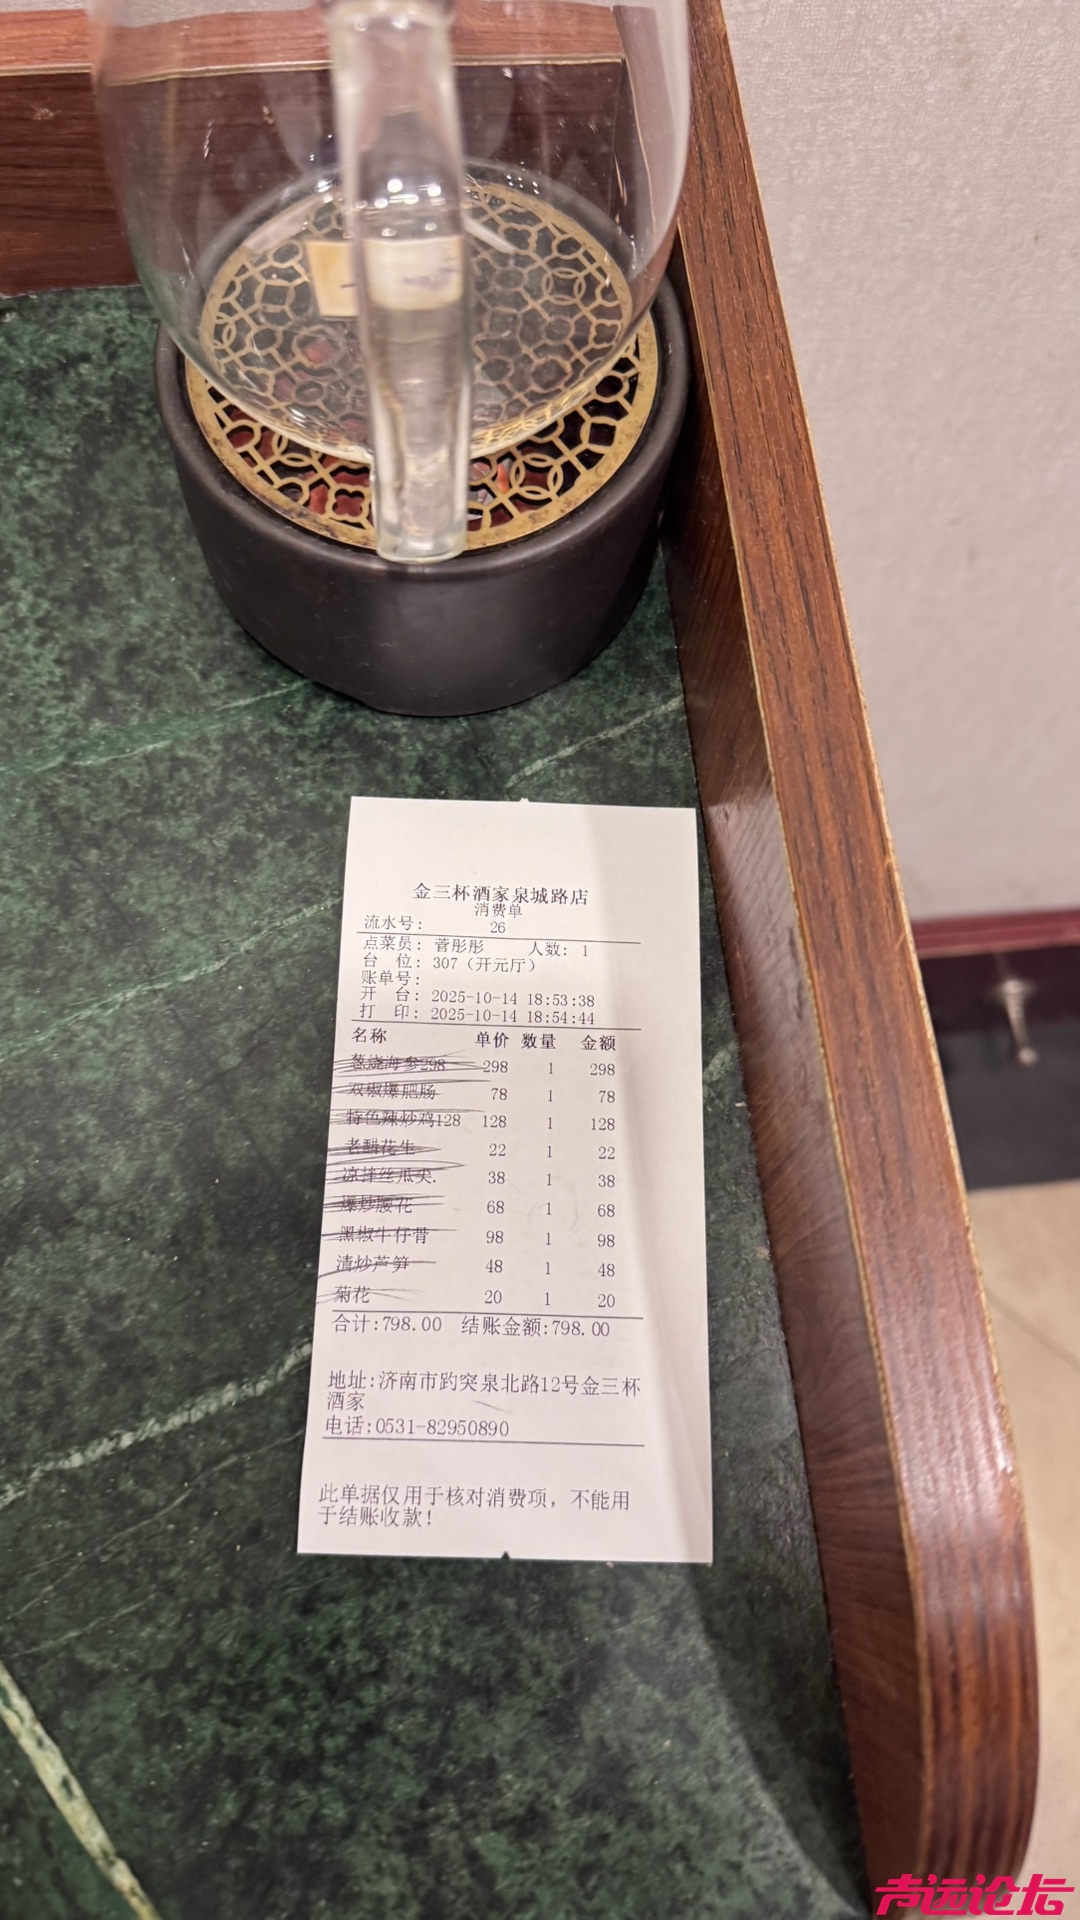 金三杯酒家泉城路店
消费单
流水号: 26
点菜员: 菅彤彤 人数: 1
台 位: 307（开元厅）
账单号:
开 台: 2025-10-14 18:53:38
打 印: 2025-10-14 18:54:44
名称 单价 数量 金额
葱烧海参298 298 1 298
双椒爆肥肠 78 1 78
特色辣炒鸡128 128 1 128
老醋花生 22 1 22
凉拌丝瓜尖. 38 1 38
爆炒腰花 68 1 68
黑椒牛仔骨 98 1 98
清炒芦笋 48 1 48
菊花 20 1 20
合计:798.00 结账金额:798.00
地址:济南市趵突泉北路12号金三杯
酒家
电话:0531-82950890
此单据仅用于核对消费项，不能用
于结账收款！
声远论坛